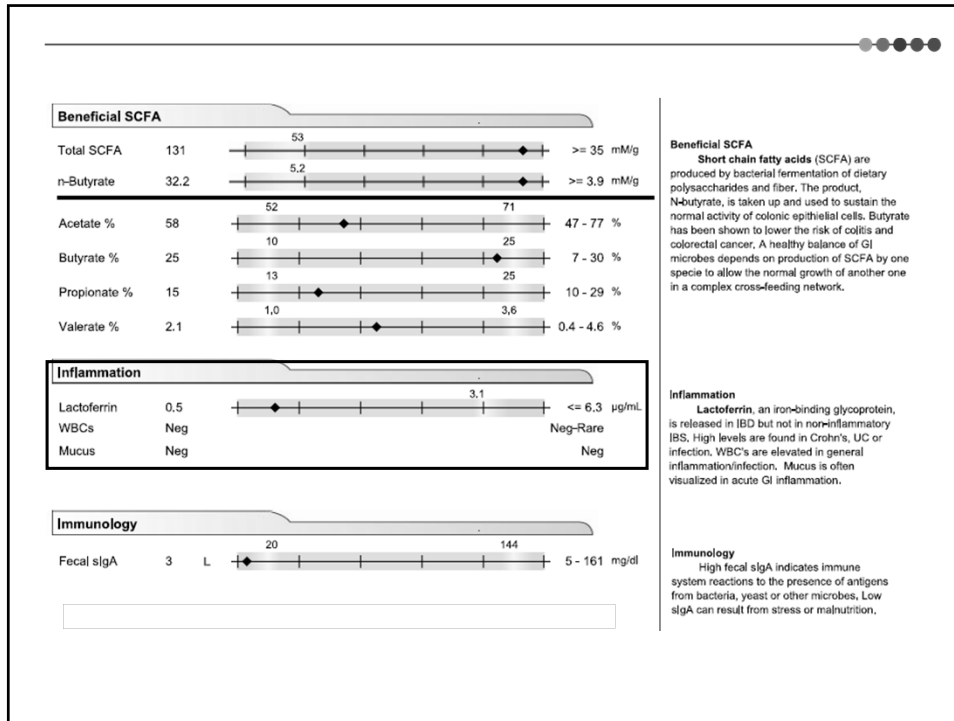 Beneficial SCFA
53
Total SCFA 131 >= 35 mM/g
5.2
n-Butyrate 32.2 >= 3.9 mM/g
52 71
Acetate % 58 47 - 77 %
10 25
Butyrate % 25 7 - 30 %
13 25
Propionate % 15 10 - 29 %
1.0 3.6
Valerate % 2.1 0.4 - 4.6 %
Inflammation
3.1
Lactoferrin 0.5 <= 6.3 µg/mL
WBCs Neg Neg-Rare
Mucus Neg Neg
Immunology
20 144
Fecal sIgA 3 L 5 - 161 mg/dl
Beneficial SCFA
Short chain fatty acids (SCFA) are
produced by bacterial fermentation of dietary
polysaccharides and fiber. The product,
N-butyrate, is taken up and used to sustain the
normal activity of colonic epithielial cells. Butyrate
has been shown to lower the risk of colitis and
colorectal cancer. A healthy balance of GI
microbes depends on production of SCFA by one
specie to allow the normal growth of another one
in a complex cross-feeding network.
Inflammation
Lactoferrin, an iron-binding glycoprotein,
is released in IBD but not in non-inflammatory
IBS. High levels are found in Crohn's, UC or
infection. WBC's are elevated in general
inflammation/infection. Mucus is often
visualized in acute GI inflammation.
Immunology
High fecal sIgA indicates immune
system reactions to the presence of antigens
from bacteria, yeast or other microbes. Low
sIgA can result from stress or malnutrition.